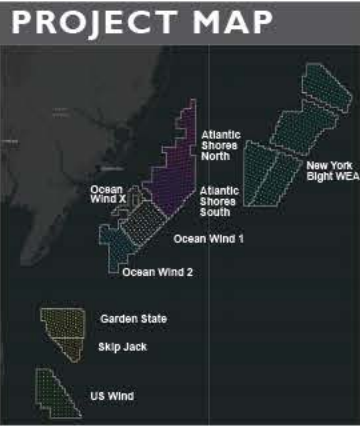 PROJECT MAP
Atlantic
Shores
North
New York
Bight WEA
Ocean
Wind X
Atlantic
Shores
South
Ocean Wind 1
Ocean Wind 2
Garden State
Skip Jack
US Wind